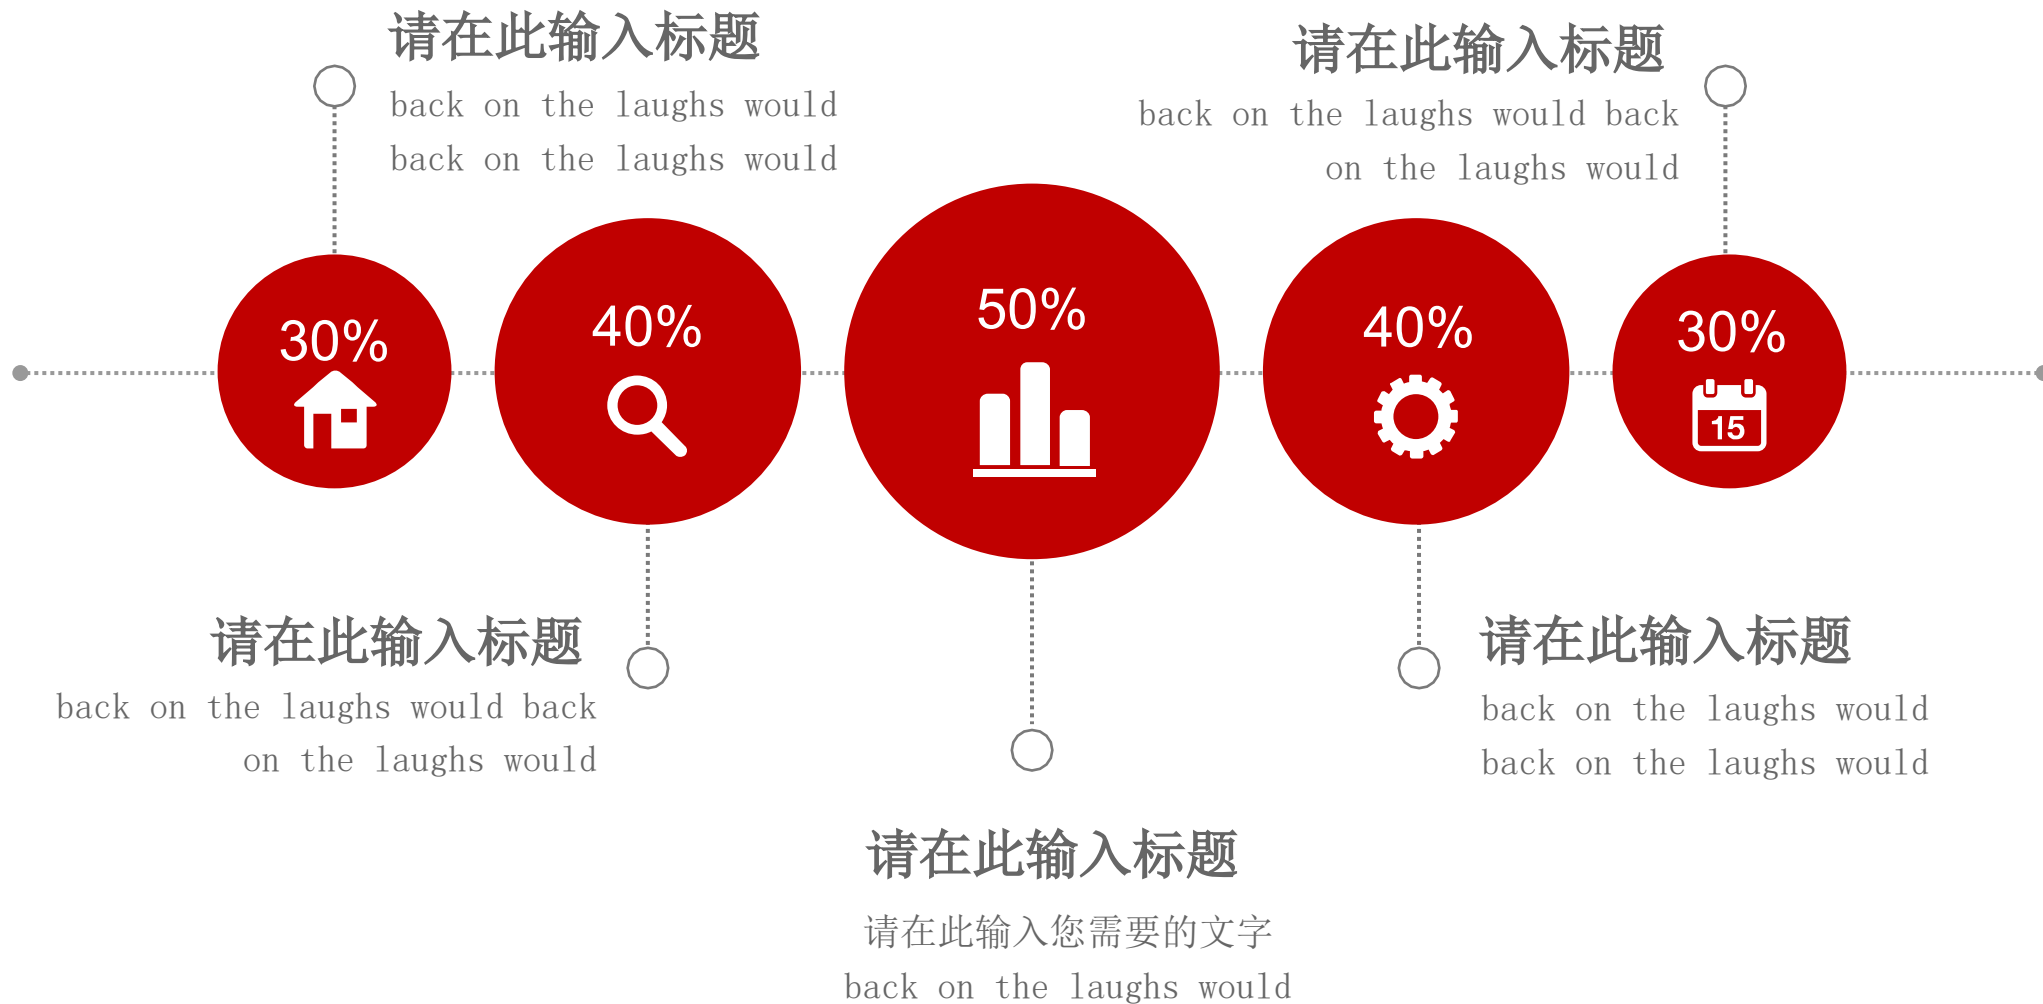 请在此输入标题
back on the laughs would
back on the laughs would
请在此输入标题
back on the laughs would back
on the laughs would
30%
40%
50%
40%
30%
15
请在此输入标题
back on the laughs would back
on the laughs would
请在此输入标题
back on the laughs would
back on the laughs would
请在此输入标题
请在此输入您需要的文字
back on the laughs would